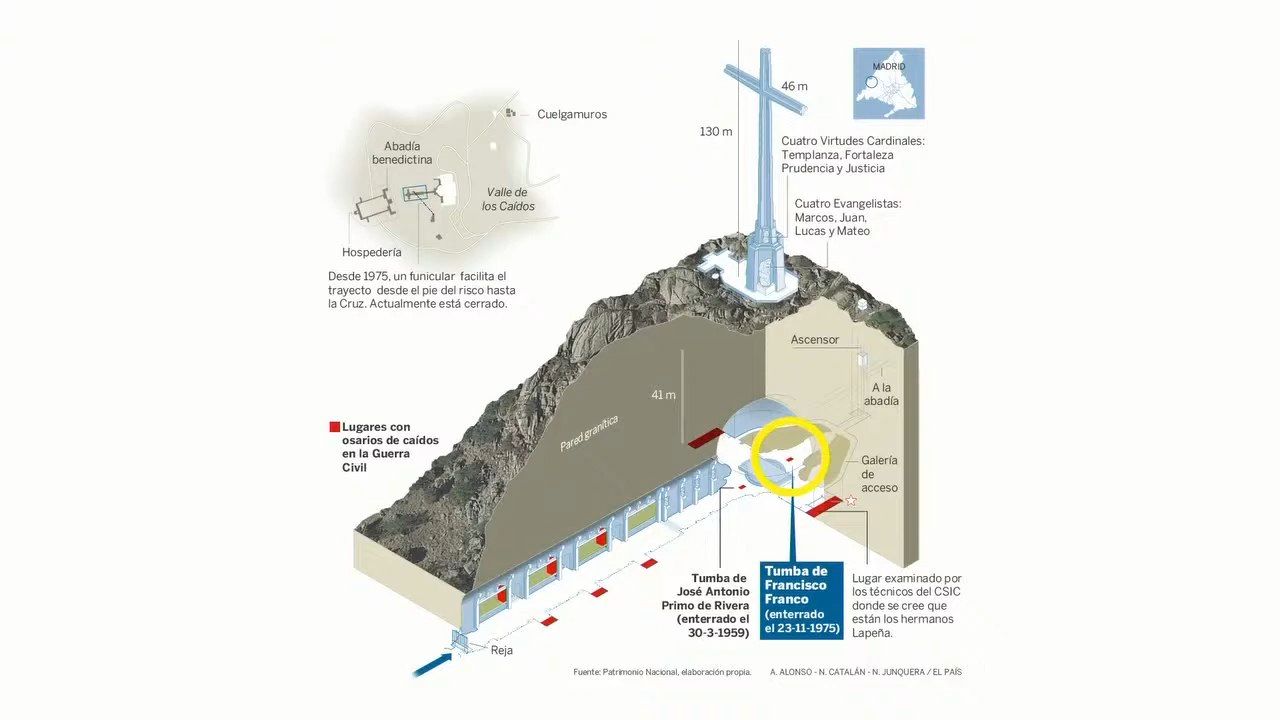 46 m
MADRID
130 m
Cuelgamuros
Abadía
benedictina
Cuatro Virtudes Cardinales:
Templanza, Fortaleza
Prudencia y Justicia
Valle de
los Caídos
Cuatro Evangelistas:
Marcos, Juan,
Lucas y Mateo
Hospedería
Desde 1975, un funicular facilita el
trayecto desde el pie del risco hasta
la Cruz. Actualmente está cerrado.
Ascensor
A la
abadía
41 m
Pared granítica
Lugares con
osarios de caídos
en la Guerra
Civil
Galería
de
acceso
Tumba de
José Antonio
Primo de Rivera
(enterrado el
30-3-1959)
Tumba de
Francisco
Franco
(enterrado
el 23-11-1975)
Lugar examinado por
los técnicos del CSIC
donde se cree que
están los hermanos
Lapeña.
Reja
Fuente: Patrimonio Nacional, elaboración propia.
A. ALONSO - N. CATALÁN - N. JUNQUERA / EL PAÍS